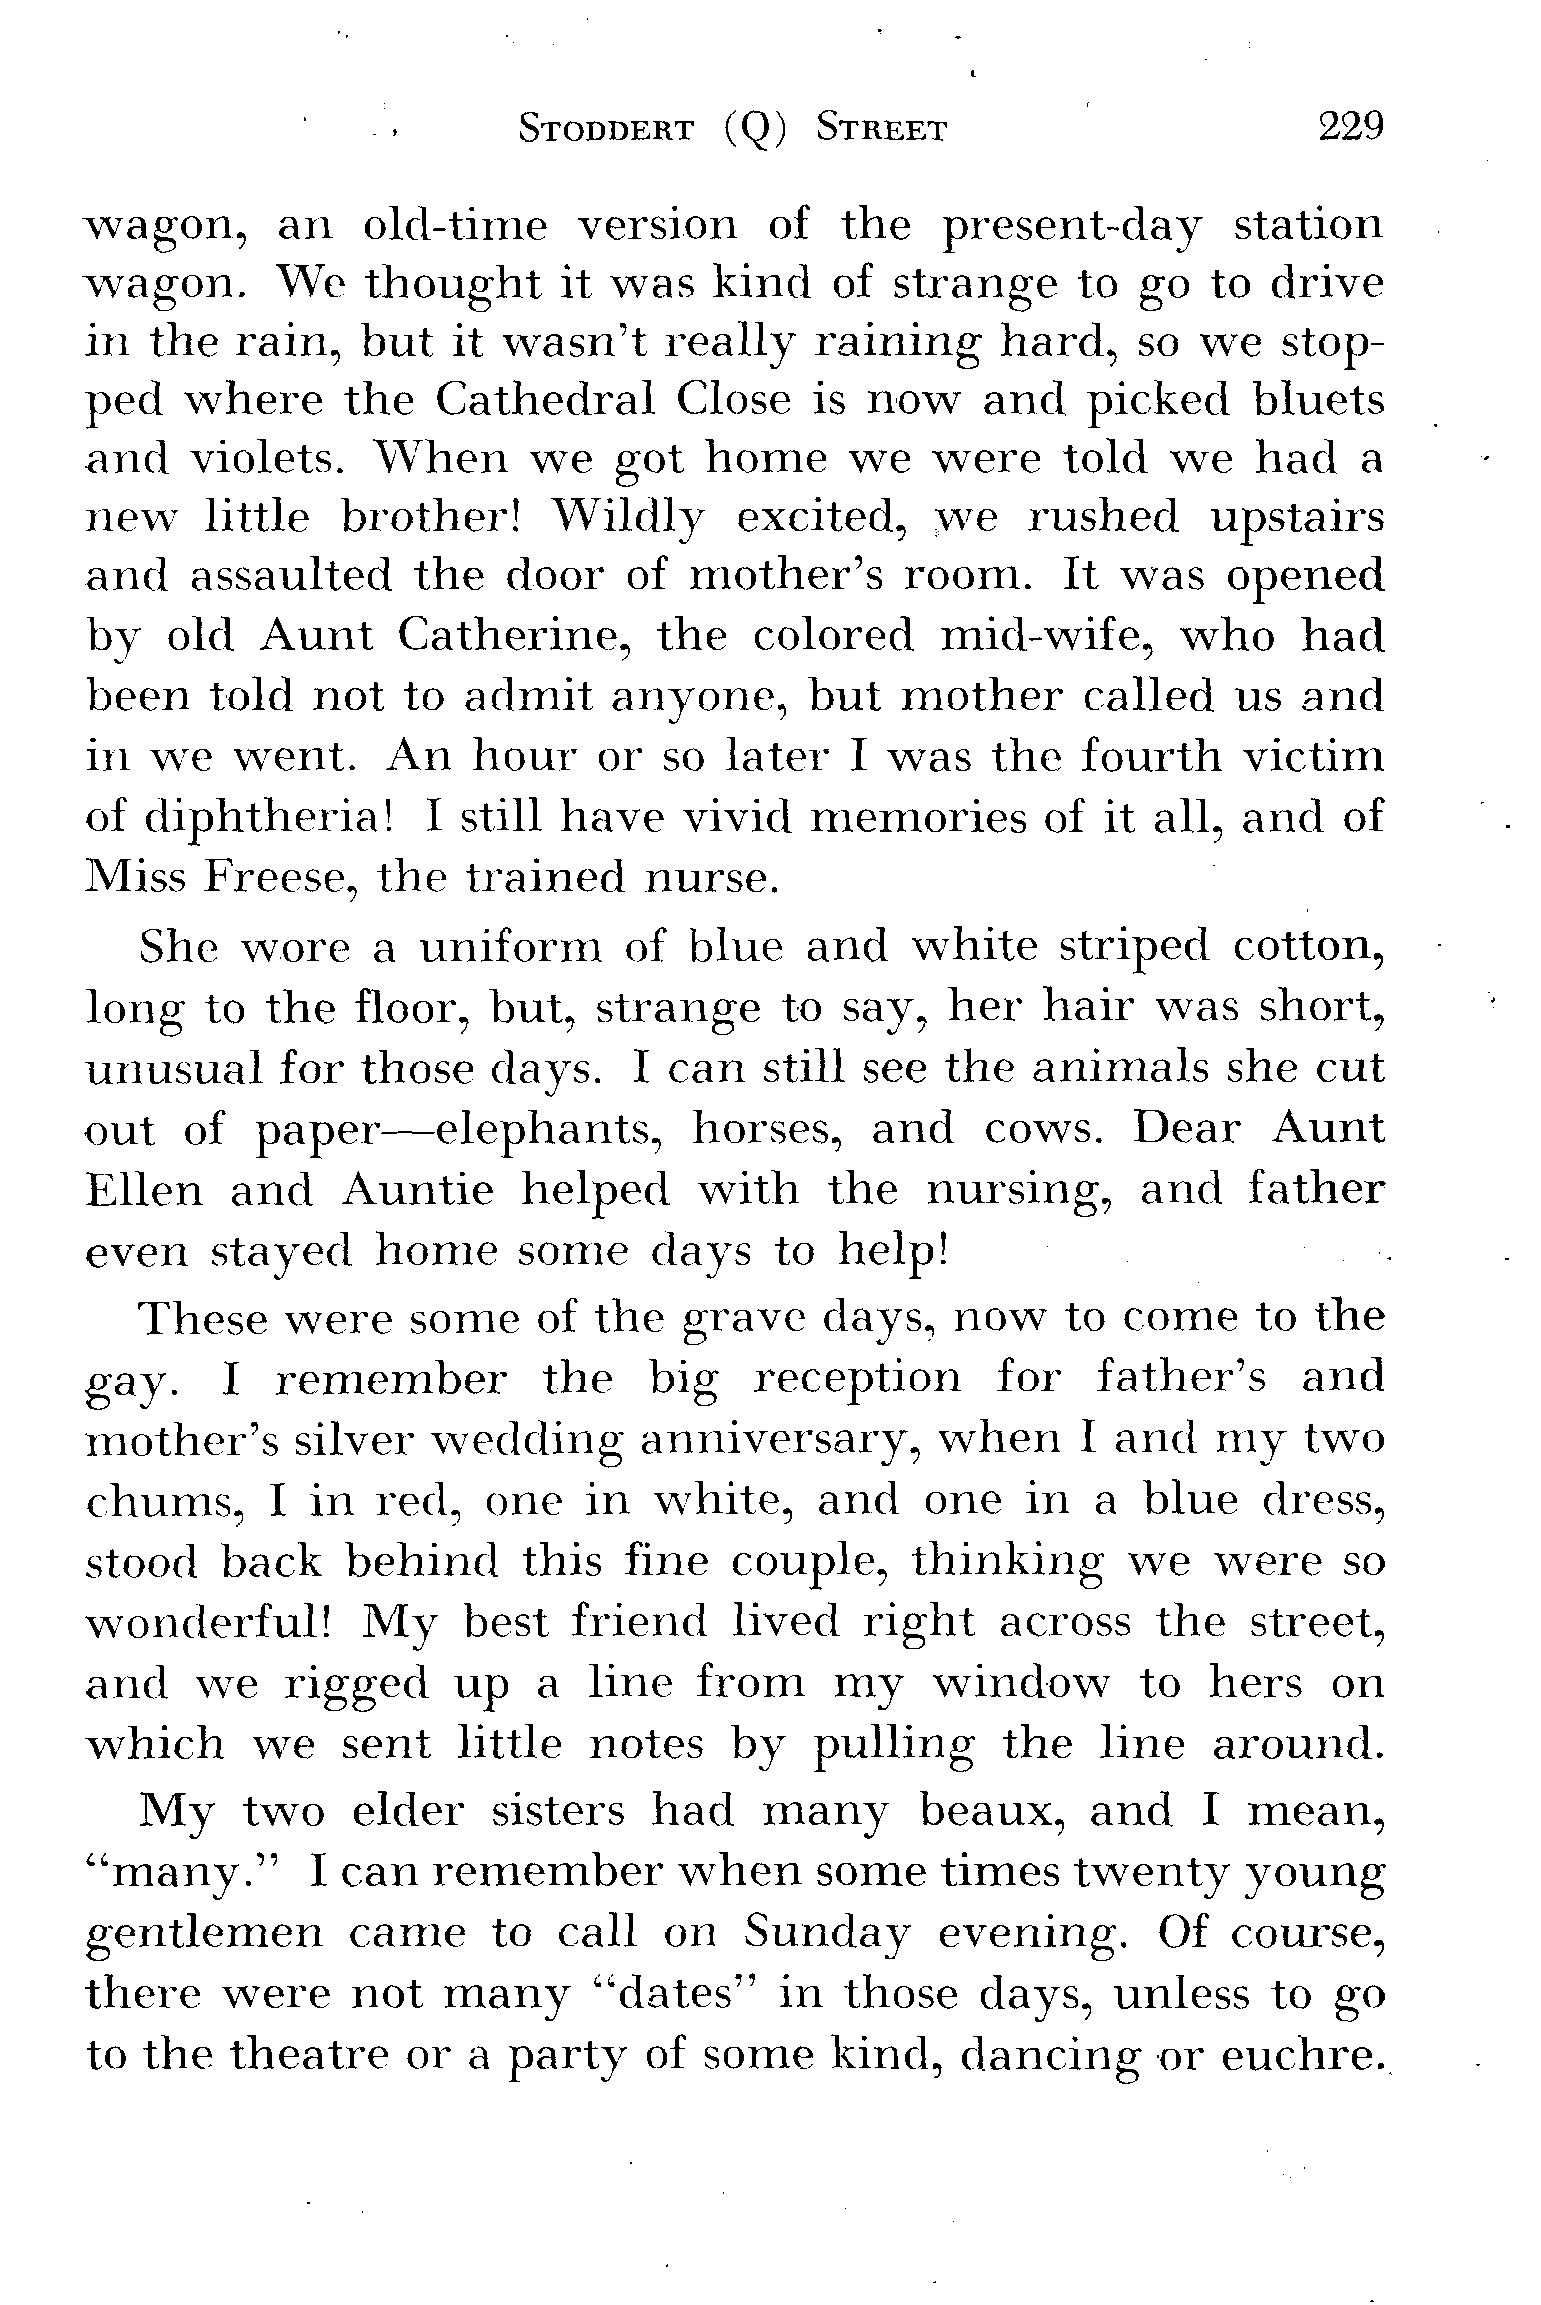 STODDERT (Q) STREET 229
wagon, an old-time version of the present-day station
wagon. We thought it was kind of strange to go to drive
in the rain, but it wasn't really raining hard, so we stop-
ped where the Cathedral Close is now and picked bluets
and violets. When we got home we were told we had a
new little brother! Wildly excited, we rushed upstairs
and assaulted the door of mother's room. It was opened
by old Aunt Catherine, the colored mid-wife, who had
been told not to admit anyone, but mother called us and
in we went. An hour or so later I was the fourth victim
of diphtheria! I still have vivid memories of it all, and of
Miss Freese, the trained nurse.
She wore a uniform of blue and white striped cotton,
long to the floor, but, strange to say, her hair was short,
unusual for those days. I can still see the animals she cut
out of paper—elephants, horses, and cows. Dear Aunt
Ellen and Auntie helped with the nursing, and father
even stayed home some days to help!
These were some of the grave days, now to come to the
gay. I remember the big reception for father's and
mother's silver wedding anniversary, when I and my two
chums, I in red, one in white, and one in a blue dress,
stood back behind this fine couple, thinking we were so
wonderful! My best friend lived right across the street,
and we rigged up a line from my window to hers on
which we sent little notes by pulling the line around.
My two elder sisters had many beaux, and I mean,
“many.” I can remember when some times twenty young
gentlemen came to call on Sunday evening. Of course,
there were not many “dates” in those days, unless to go
to the theatre or a party of some kind, dancing or euchre.